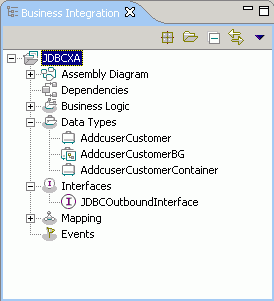 Business Integration
JDBCXA
Assembly Diagram
Dependencies
Business Logic
Data Types
AddcuserCustomer
AddcuserCustomerBG
AddcuserCustomerContainer
Interfaces
JDBCOutboundInterface
Mapping
Events